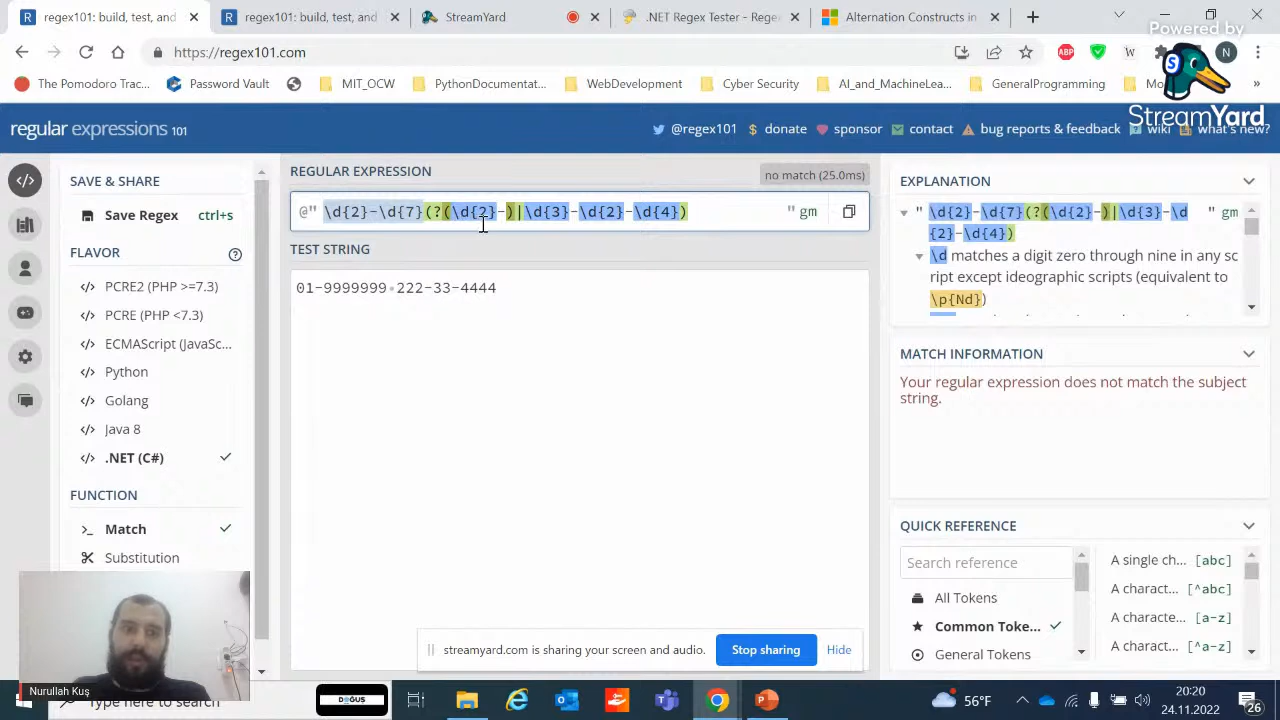 regex101: build, test, and
regex101: build, test, and
StreamYard
.NET Regex Tester - Rege
Alternation Constructs in
Powered by
StreamYard
https://regex101.com
ABP
W
N
The Pomodoro Trac...
Password Vault
MIT_OCW
PythonDocumentat...
WebDevelopment
Cyber Security
AI_and_MachineLea...
GeneralProgramming
regular expressions 101
@regex101
$ donate
sponsor
contact
bug reports & feedback
wiki
what's new?
SAVE & SHARE
Save Regex ctrl+s
FLAVOR
</> PCRE2 (PHP >=7.3)
</> PCRE (PHP <7.3)
</> ECMAScript (JavaSc...
</> Python
</> Golang
</> Java 8
</> .NET (C#)
FUNCTION
>_ Match
Substitution
REGULAR EXPRESSION
no match (25.0ms)
@" \d{2}-\d{7}(?(\d{2}-)|\d{3}-\d{2}-\d{4}) " gm
TEST STRING
01-9999999 222-33-4444
EXPLANATION
" \d{2}-\d{7}(?(\d{2}-)|\d{3}-\d " gm
{2}-\d{4})
\d matches a digit zero through nine in any sc
ript except ideographic scripts (equivalent to
\p{Nd})
MATCH INFORMATION
Your regular expression does not match the subject
string.
QUICK REFERENCE
Search reference
All Tokens
Common Toke...
General Tokens
A single ch... [abc]
A charact... [^abc]
A characte... [a-z]
A charact... [^a-z]
streamyard.com is sharing your screen and audio.
Stop sharing
Hide
Nurullah Kuş
Type here to search
DOĞUŞ
56°F
20:20
24.11.2022
26